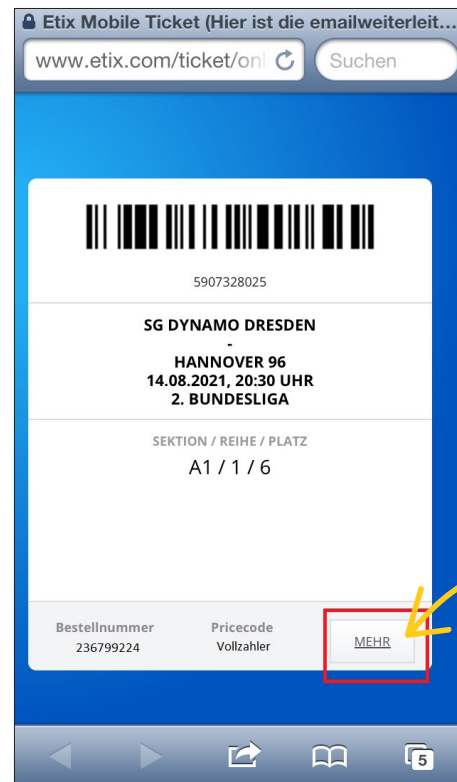 Etix Mobile Ticket (Hier ist die emailweiterleit...
www.etix.com/ticket/onl
Suchen
5907328025
SG DYNAMO DRESDEN
-
HANNOVER 96
14.08.2021, 20:30 UHR
2. BUNDESLIGA
SEKTION / REIHE / PLATZ
A1 / 1 / 6
Bestellnummer
236799224
Pricecode
Vollzahler
MEHR
5